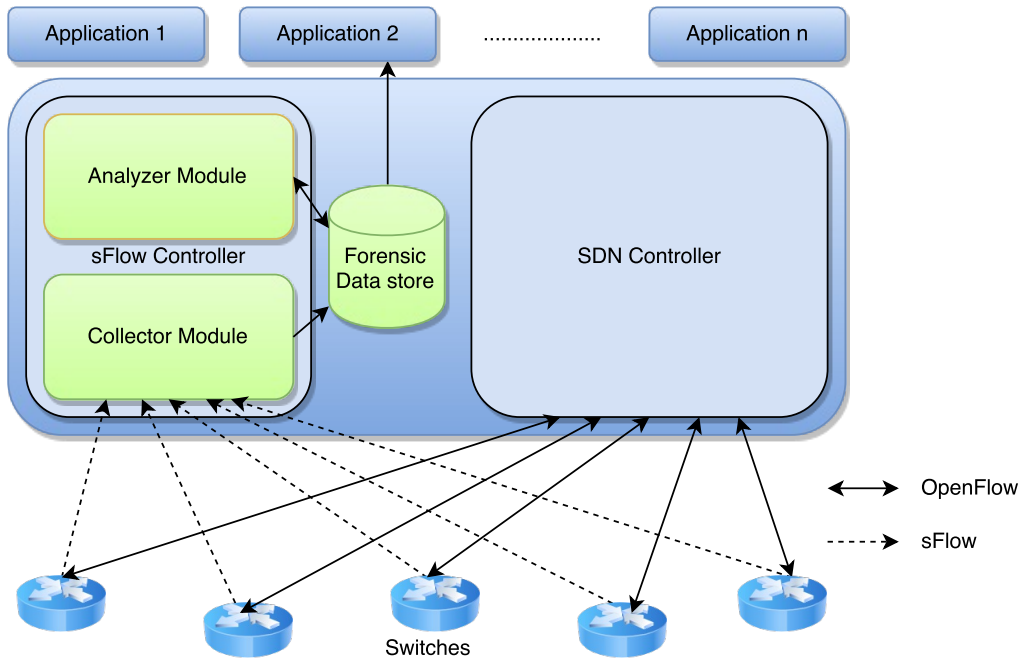 Application 1
Application 2
....................
Application n
Analyzer Module
sFlow Controller
Collector Module
Forensic
Data store
SDN Controller
OpenFlow
sFlow
Switches